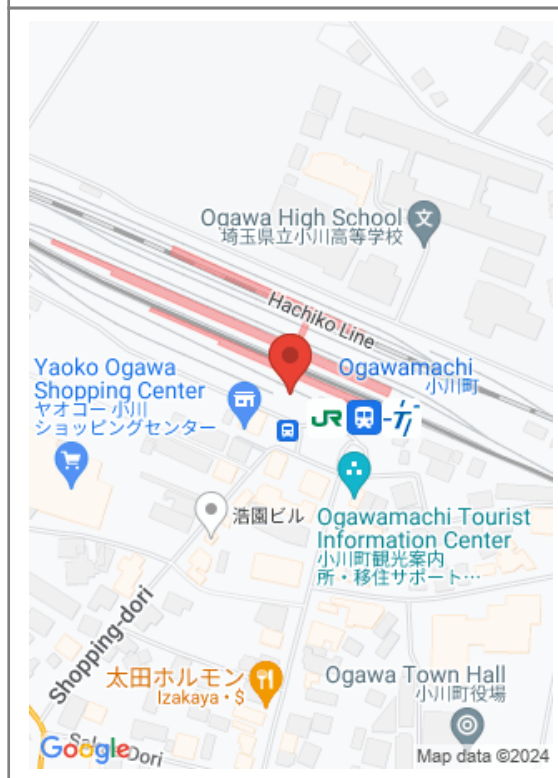 Ogawa High School
埼玉県立小川高等学校
文
Hachiko Line
Yaoko Ogawa
Shopping Center
ヤオコー 小川
ショッピングセンター
Ogawamachi
小川町
JR
浩園ビル
Ogawamachi Tourist
Information Center
小川町観光案内
所・移住サポート…
Shopping-dori
太田ホルモン
Izakaya・$
Ogawa Town Hall
小川町役場
Dori
Google
Map data ©2024